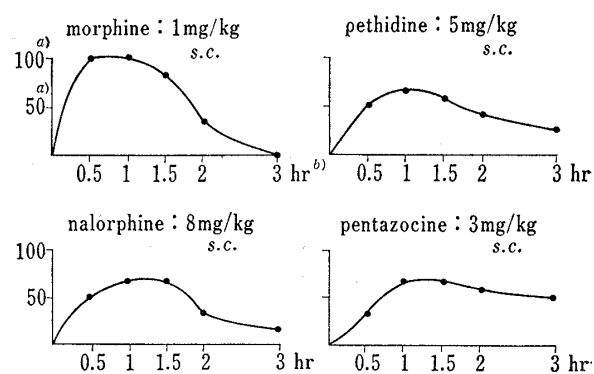 morphine : 1mg/kg
s.c.
a)
100
a)
50
0.5 1 1.5 2 3 hr b)
pethidine : 5mg/kg
s.c.
0.5 1 1.5 2 3 hr
nalorphine : 8mg/kg
s.c.
100
50
0.5 1 1.5 2 3 hr
pentazocine : 3mg/kg
s.c.
0.5 1 1.5 2 3 hr